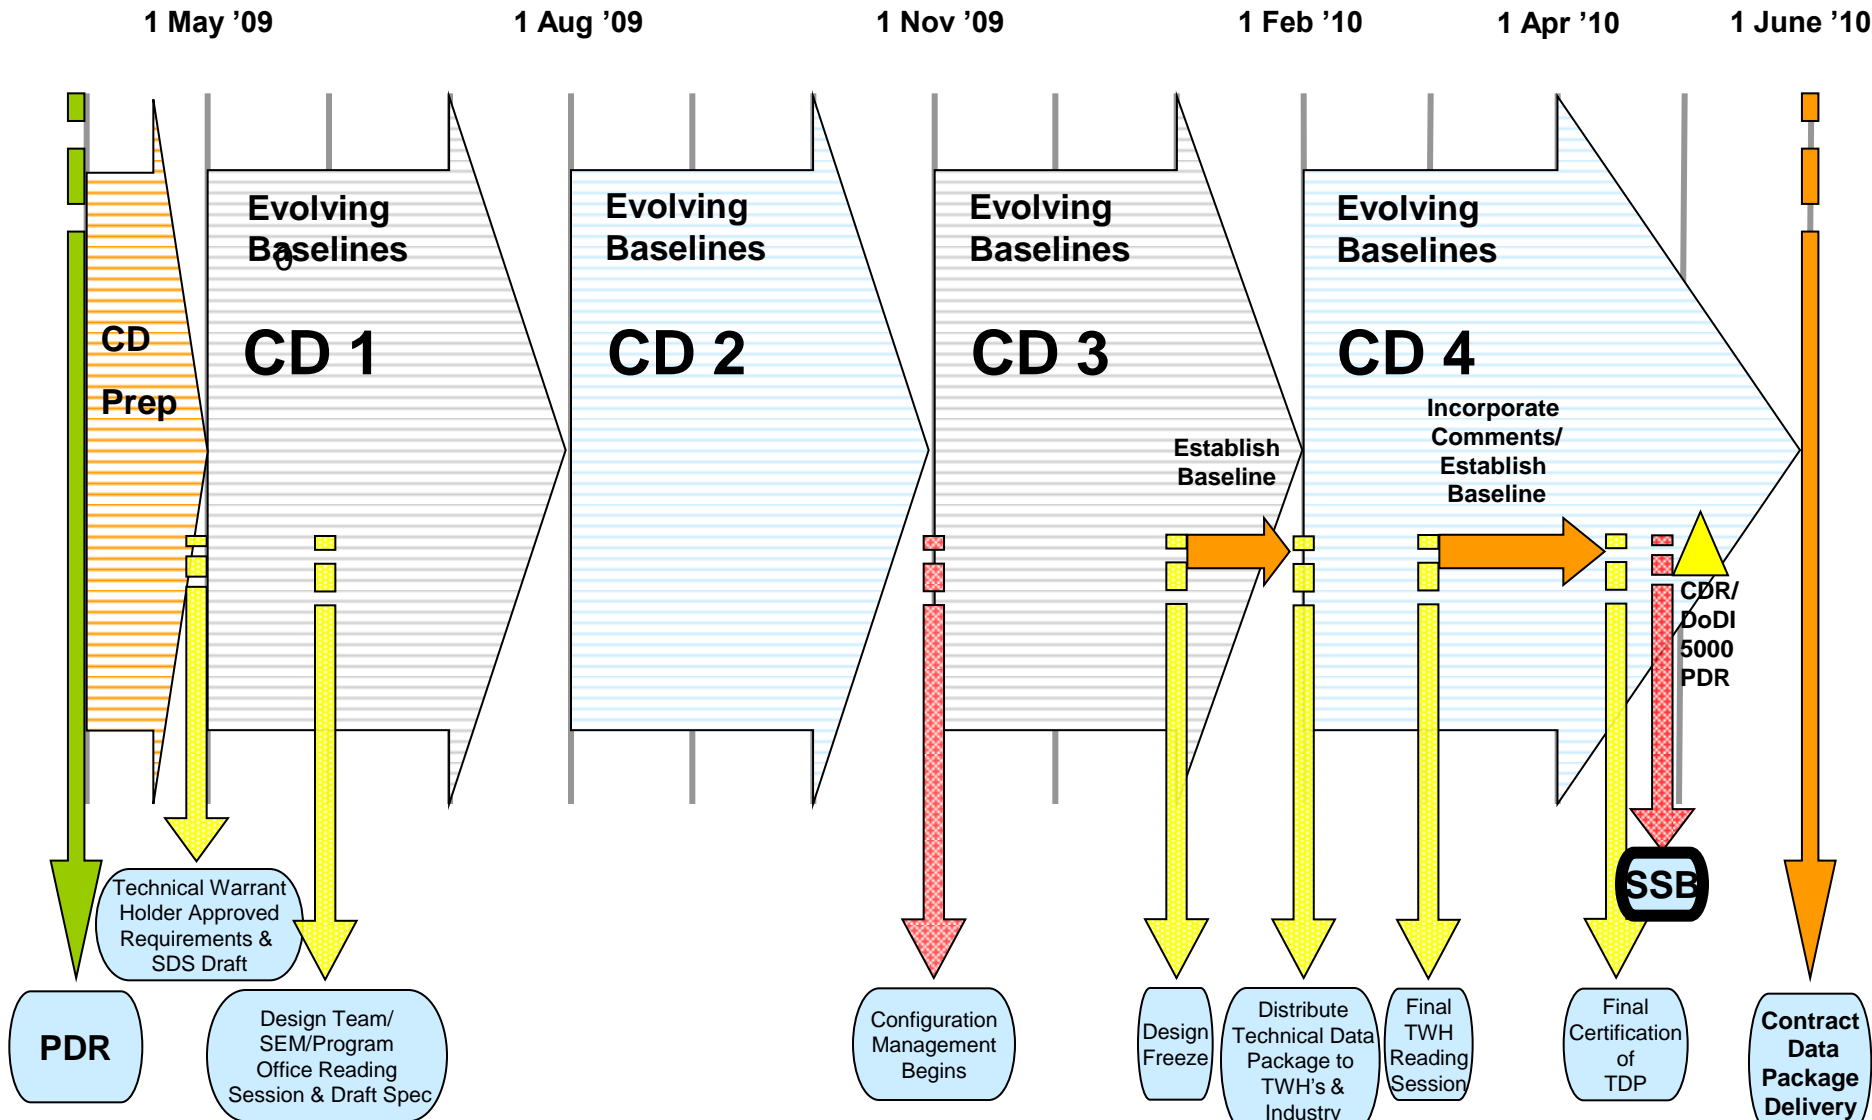 1 May ’09
1 Aug ’09
1 Nov ’09
1 Feb ’10
1 Apr ’10
1 June ’10
CD
Prep
Evolving
Baselines
0
CD 1
Evolving
Baselines
CD 2
Evolving
Baselines
CD 3
Establish
Baseline
Evolving
Baselines
CD 4
Incorporate
Comments/
Establish
Baseline
CDR/
DoDI
5000
PDR
SSB
PDR
Technical Warrant
Holder Approved
Requirements &
SDS Draft
Design Team/
SEM/Program
Office Reading
Session & Draft Spec
Configuration
Management
Begins
Design
Freeze
Distribute
Technical Data
Package to
TWH's &
Industry
Final
TWH
Reading
Session
Final
Certification
of
TDP
Contract
Data
Package
Delivery